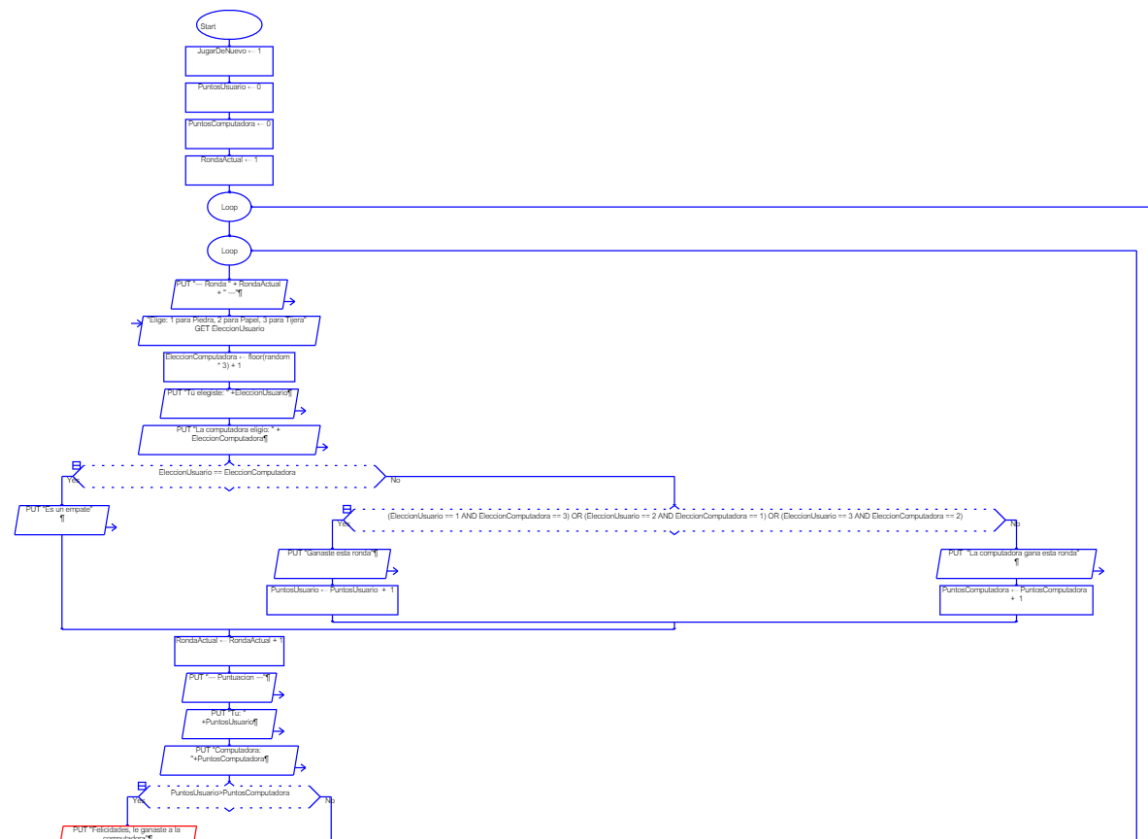 Start
JugarDeNuevo ← 1
PuntosUsuario ← 0
PuntosComputadora ← 0
RondaActual ← 1
Loop
Loop
PUT "--- Ronda " + RondaActual
+ " ---"¶
"Elige: 1 para Piedra, 2 para Papel, 3 para Tijera"
GET EleccionUsuario
EleccionComputadora ← floor(random
* 3) + 1
PUT "Tu elegiste: " +EleccionUsuario¶
PUT "La computadora eligio: " +
EleccionComputadora¶
EleccionUsuario == EleccionComputadora
Yes
No
PUT "Es un empate"
¶
(EleccionUsuario == 1 AND EleccionComputadora == 3) OR (EleccionUsuario == 2 AND EleccionComputadora == 1) OR (EleccionUsuario == 3 AND EleccionComputadora == 2)
Yes
No
PUT "Ganaste esta ronda"¶
PuntosUsuario ← PuntosUsuario + 1
PUT "La computadora gana esta ronda"
¶
PuntosComputadora ← PuntosComputadora
+ 1
RondaActual ← RondaActual + 1
PUT "--- Puntuacion ---"¶
PUT "Tu: "
+PuntosUsuario¶
PUT "Computadora:
"+PuntosComputadora¶
PuntosUsuario>PuntosComputadora
Yes
No
PUT "Felicidades, le ganaste a la
computadora"¶